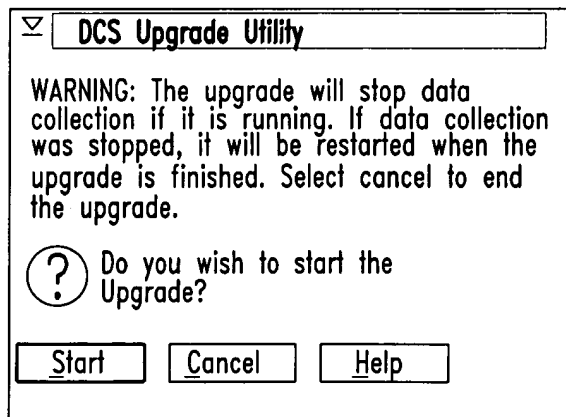 DCS Upgrade Utility
WARNING: The upgrade will stop data
collection if it is running. If data collection
was stopped, it will be restarted when the
upgrade is finished. Select cancel to end
the upgrade.
? Do you wish to start the
Upgrade?
Start Cancel Help